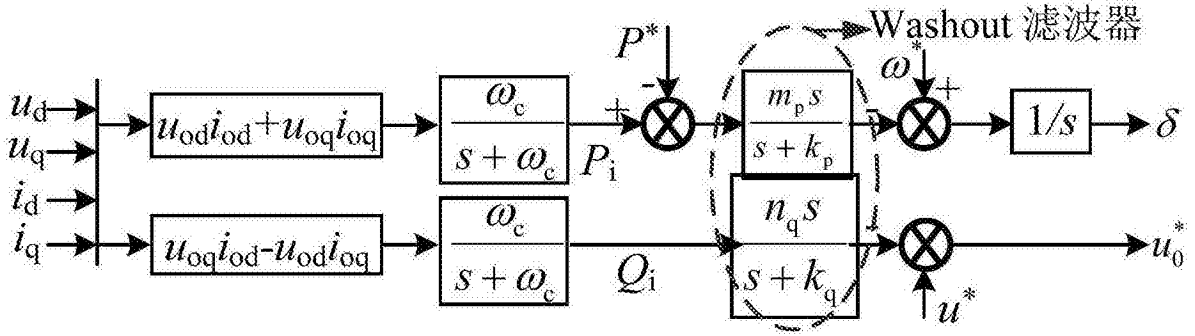 Washout 滤波器
P*
ω*
-
+
u_d
u_q
i_d
i_q
u_od i_od+u_oq i_oq
ω_c
s + ω_c
+
P_i
m_p s
s + k_p
-
1/s
δ
u_oq i_od-u_od i_oq
ω_c
s + ω_c
Q_i
n_q s
s + k_q
-
u*
u_0^*